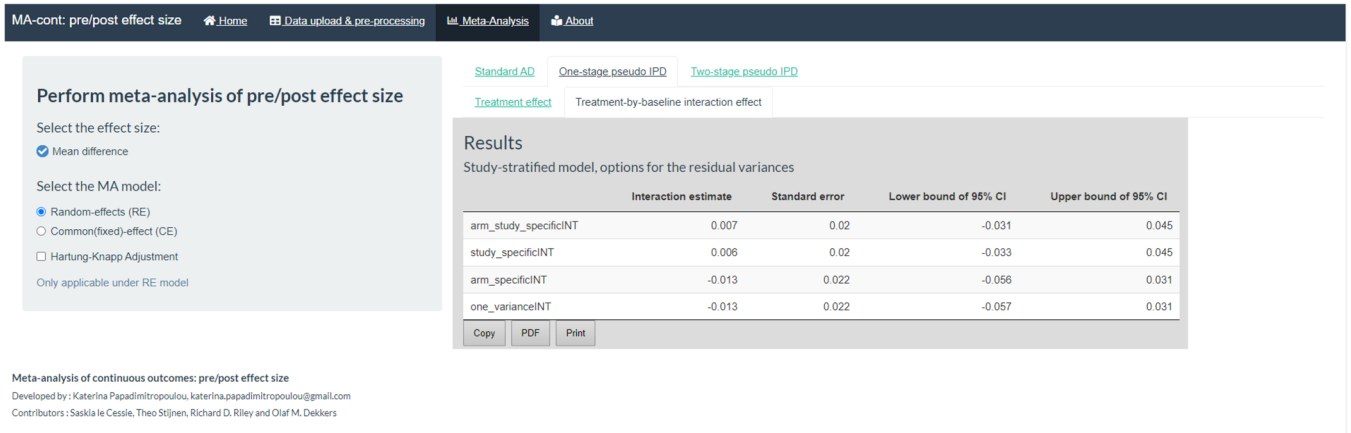 MA-cont: pre/post effect size Home Data upload & pre-processing Meta-Analysis About
Perform meta-analysis of pre/post effect size
Select the effect size:
Mean difference
Select the MA model:
Random-effects (RE)
Common(fixed)-effect (CE)
Hartung-Knapp Adjustment
Only applicable under RE model
Standard AD One-stage pseudo IPD Two-stage pseudo IPD
Treatment effect Treatment-by-baseline interaction effect
Results
Study-stratified model, options for the residual variances
Interaction estimate Standard error Lower bound of 95% CI Upper bound of 95% CI
arm_study_specificINT 0.007 0.02 -0.031 0.045
study_specificINT 0.006 0.02 -0.033 0.045
arm_specificINT -0.013 0.022 -0.056 0.031
one_varianceINT -0.013 0.022 -0.057 0.031
Copy PDF Print
Meta-analysis of continuous outcomes: pre/post effect size
Developed by : Katerina Papadimitropoulou, katerina.papadimitropoulou@gmail.com
Contributors : Saskia le Cessie, Theo Stijnen, Richard D. Riley and Olaf M. Dekkers